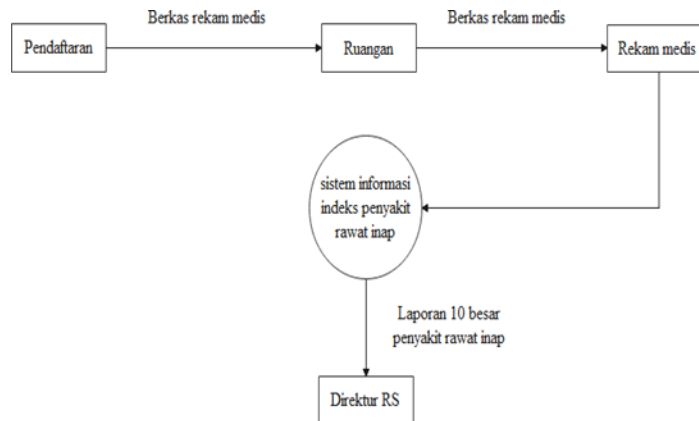 Berkas rekam medis
Berkas rekam medis
Pendaftaran
Ruangan
Rekam medis
sistem informasi
indeks penyakit
rawat inap
Laporan 10 besar
penyakit rawat inap
Direktur RS